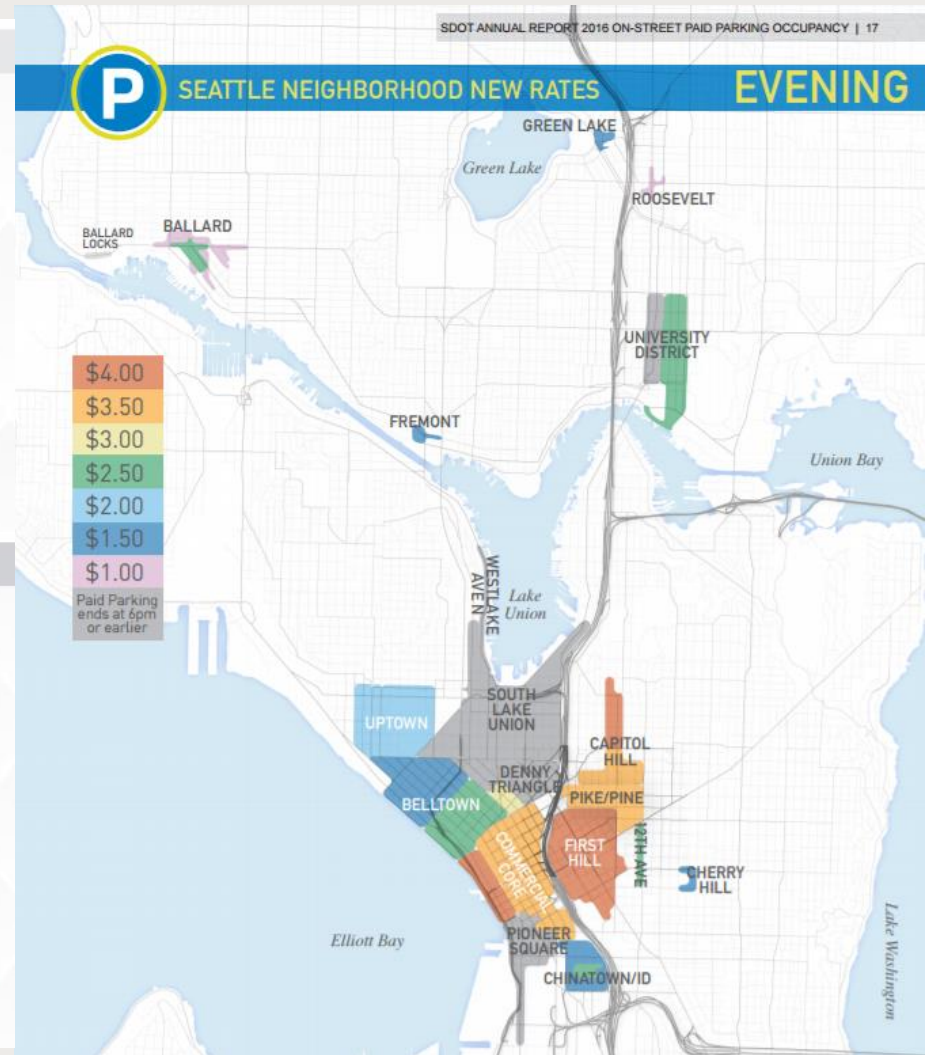 SDOT ANNUAL REPORT 2016 ON-STREET PAID PARKING OCCUPANCY | 17
P
SEATTLE NEIGHBORHOOD NEW RATES
EVENING
GREEN LAKE
Green Lake
ROOSEVELT
BALLARD
LOCKS
BALLARD
UNIVERSITY
DISTRICT
$4.00
$3.50
$3.00
$2.50
$2.00
$1.50
$1.00
Paid Parking
ends at 6pm
or earlier
FREMONT
Union Bay
WESTLAKE
AVE N
Lake
Union
SOUTH
LAKE
UNION
UPTOWN
CAPITOL
HILL
DENNY
TRIANGLE
PIKE/PINE
BELLTOWN
COMMERCIAL
CORE
FIRST
HILL
12TH AVE
CHERRY
HILL
Elliott Bay
PIONEER
SQUARE
CHINATOWN/ID
Lake Washington